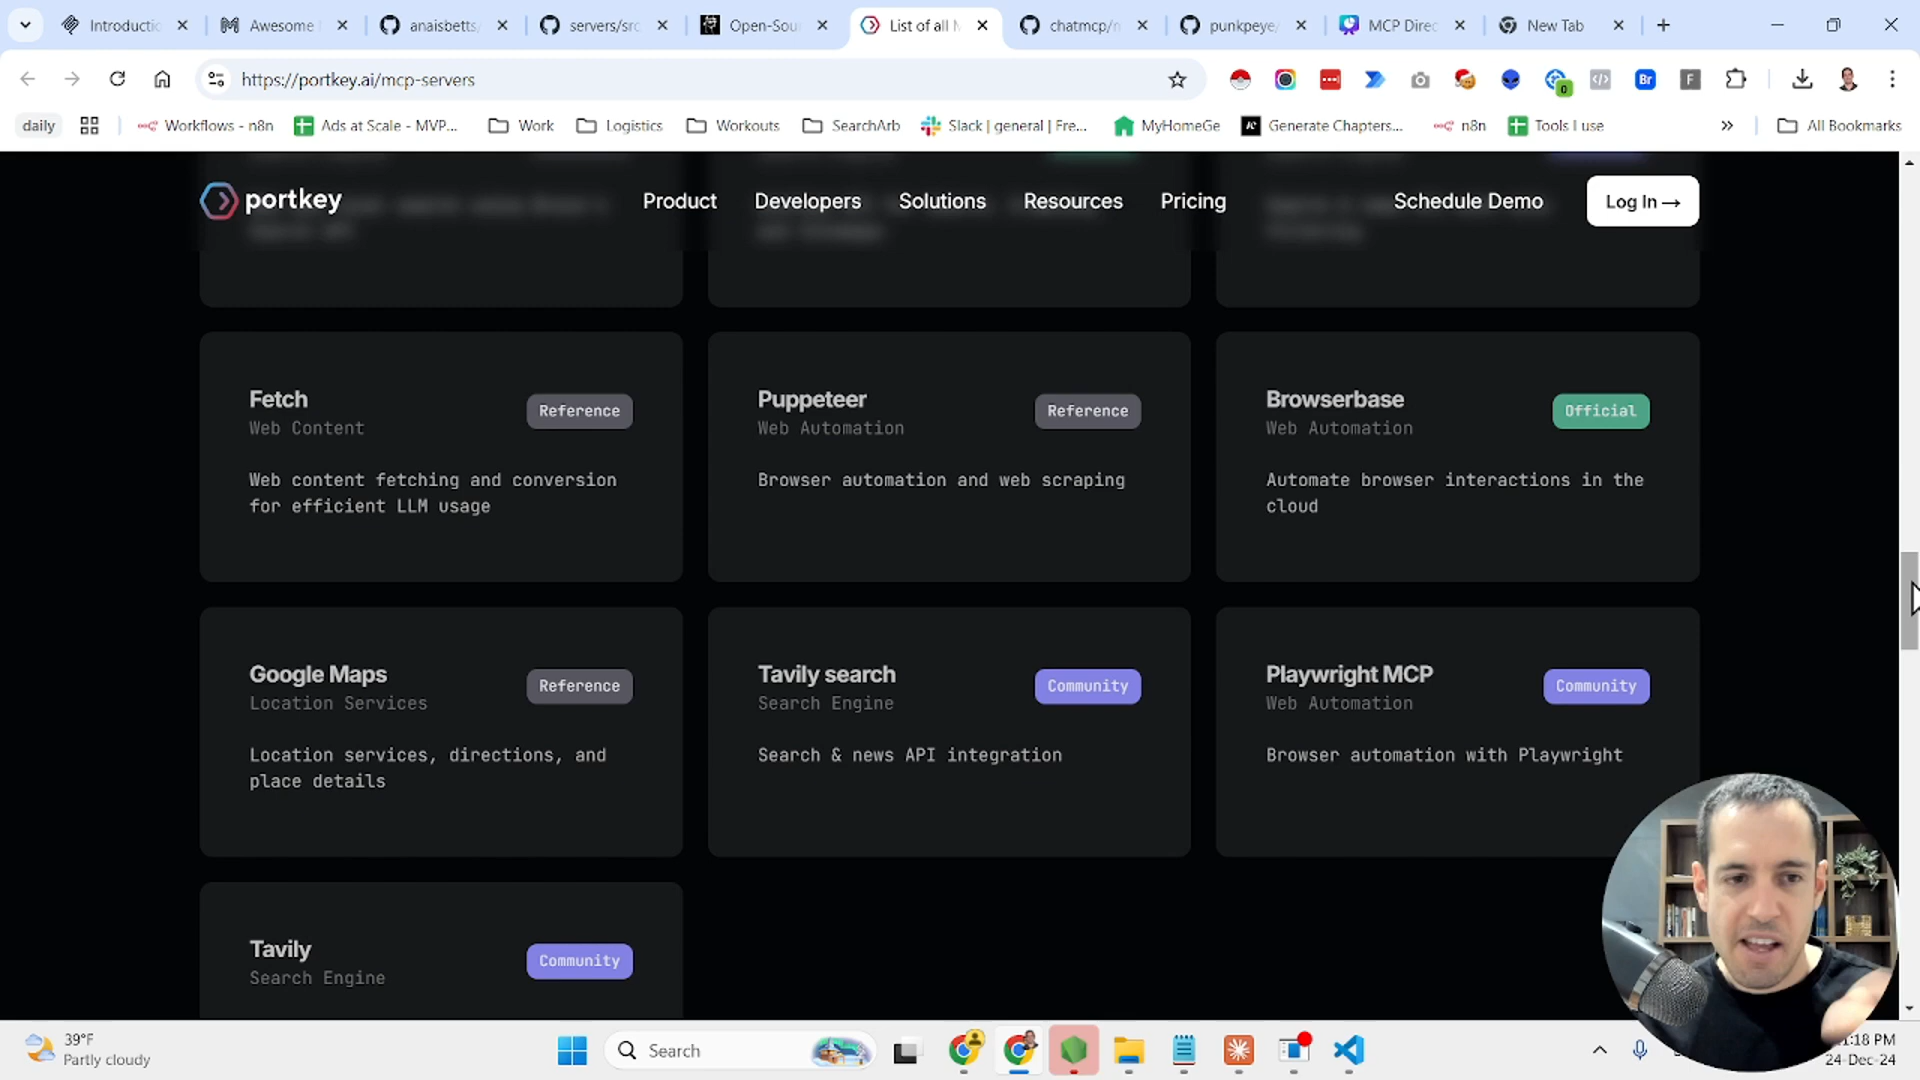 Introductic
Awesome
anaisbetts/
servers/src
Open-Sou
List of all M
chatmcp/m
punkpeye/
MCP Direc
New Tab
https://portkey.ai/mcp-servers
daily
Workflows - n8n
Ads at Scale - MVP...
Work
Logistics
Workouts
SearchArb
Slack | general | Fre...
MyHomeGe
Generate Chapters...
n8n
Tools I use
All Bookmarks
portkey
Product
Developers
Solutions
Resources
Pricing
Schedule Demo
Log In →
Fetch
Reference
Web Content
Web content fetching and conversion
for efficient LLM usage
Puppeteer
Reference
Web Automation
Browser automation and web scraping
Browserbase
Official
Web Automation
Automate browser interactions in the
cloud
Google Maps
Reference
Location Services
Location services, directions, and
place details
Tavily search
Community
Search Engine
Search & news API integration
Playwright MCP
Community
Web Automation
Browser automation with Playwright
Tavily
Community
Search Engine
39°F
Partly cloudy
Search
:18 PM
24-Dec-24